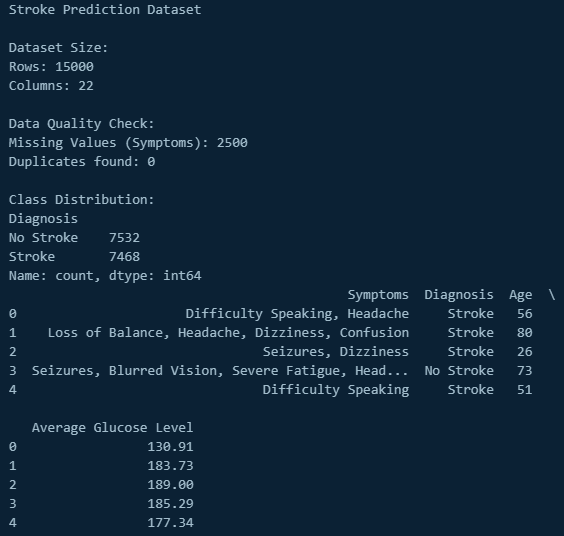 Stroke Prediction Dataset
Dataset Size:
Rows: 15000
Columns: 22
Data Quality Check:
Missing Values (Symptoms): 2500
Duplicates found: 0
Class Distribution:
Diagnosis
No Stroke    7532
Stroke       7468
Name: count, dtype: int64
Symptoms  Diagnosis  Age  \
0  Difficulty Speaking, Headache  Stroke  56
1  Loss of Balance, Headache, Dizziness, Confusion  Stroke  80
2  Seizures, Dizziness  Stroke  26
3  Seizures, Blurred Vision, Severe Fatigue, Head...  No Stroke  73
4  Difficulty Speaking  Stroke  51
Average Glucose Level
0  130.91
1  183.73
2  189.00
3  185.29
4  177.34